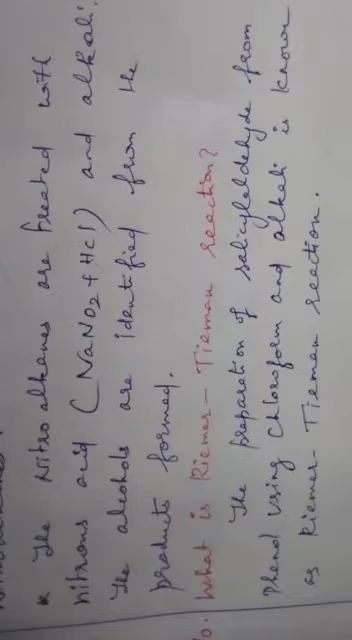 * The Nitro alkanes are treated with
nitrous acid (NaNO2 + HCl) and alkali.
The alcohols are identified from the
products formed.
0. What is Riemer-Tieman reaction?
The preparation of salicylaldehyde from
Phenol using chloroform and alkali is known
as Riemer-Tieman reaction.